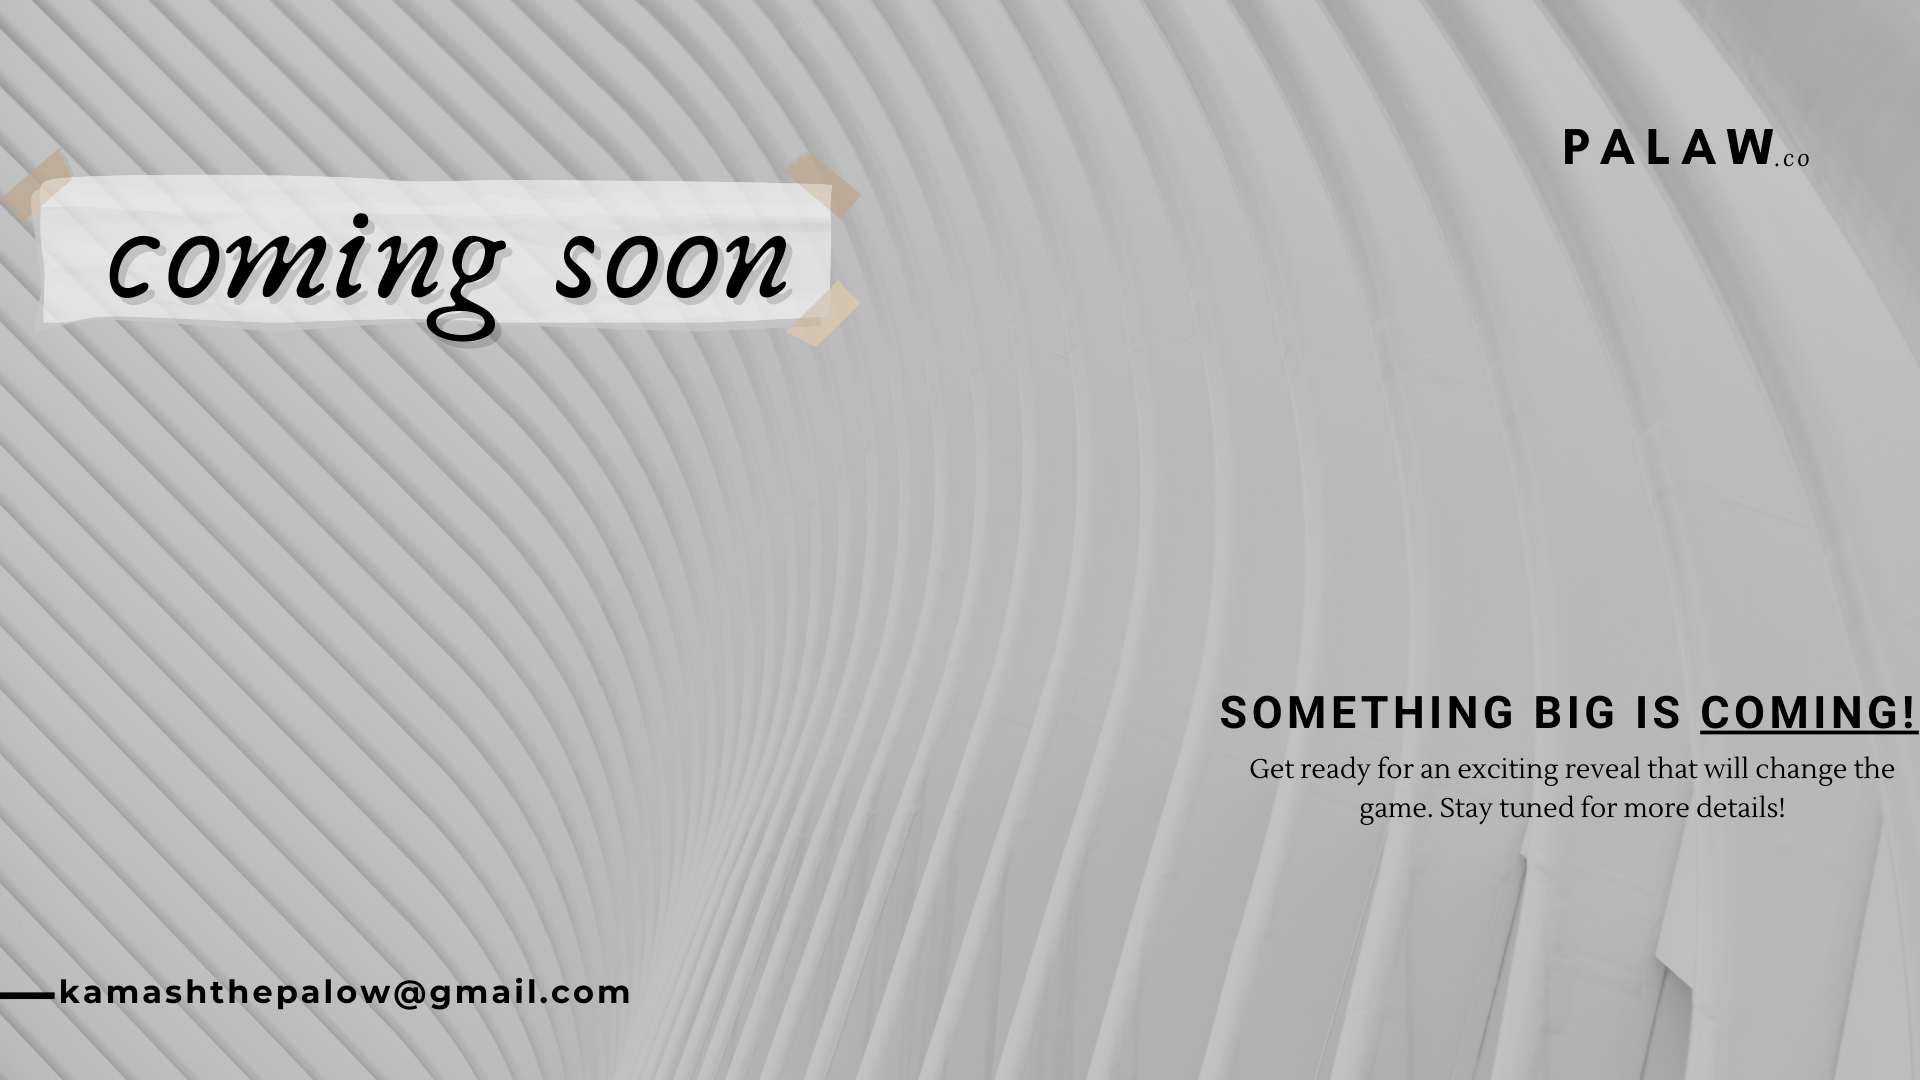 PALAW.co
coming soon
SOMETHING BIG IS COMING!
Get ready for an exciting reveal that will change the
game. Stay tuned for more details!
kamashthepalow@gmail.com